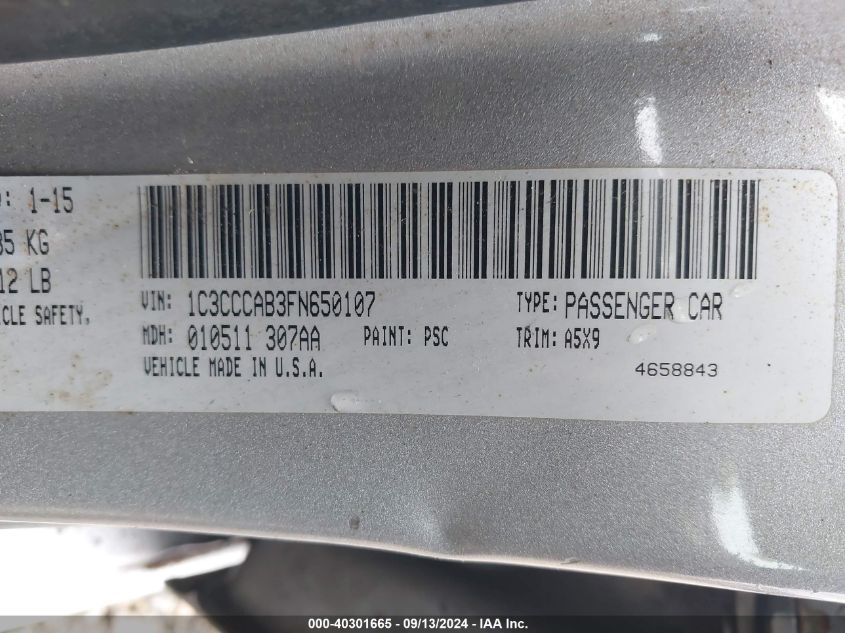 : 1-15
85 KG
12 LB
CLE SAFETY,
VIN: 1C3CCCAB3FN650107 TYPE: PASSENGER CAR
MDH: 010511 307AA PAINT: PSC TRIM: A5X9
VEHICLE MADE IN U.S.A. 4658843
000-40301665 - 09/13/2024 - IAA Inc.